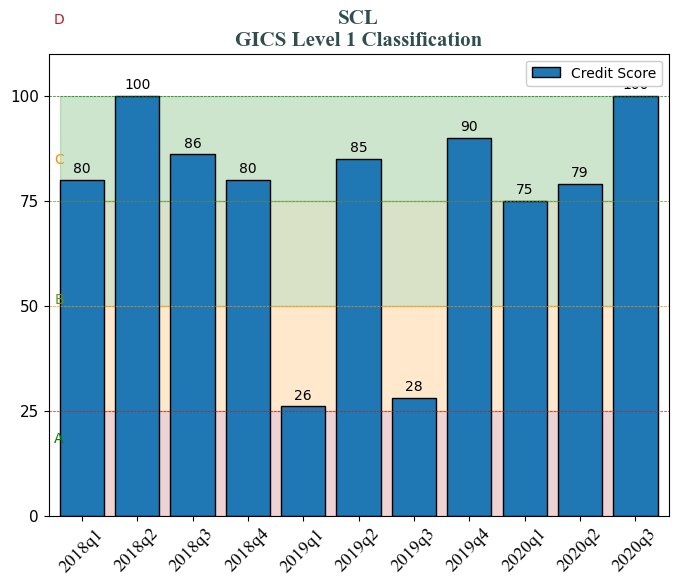 D
SCL
GICS Level 1 Classification
Credit Score
100
100
80
100
86
80
26
85
28
90
75
79
C
75
B
50
25
A
0
2018q1
2018q2
2018q3
2018q4
2019q1
2019q2
2019q3
2019q4
2020q1
2020q2
2020q3